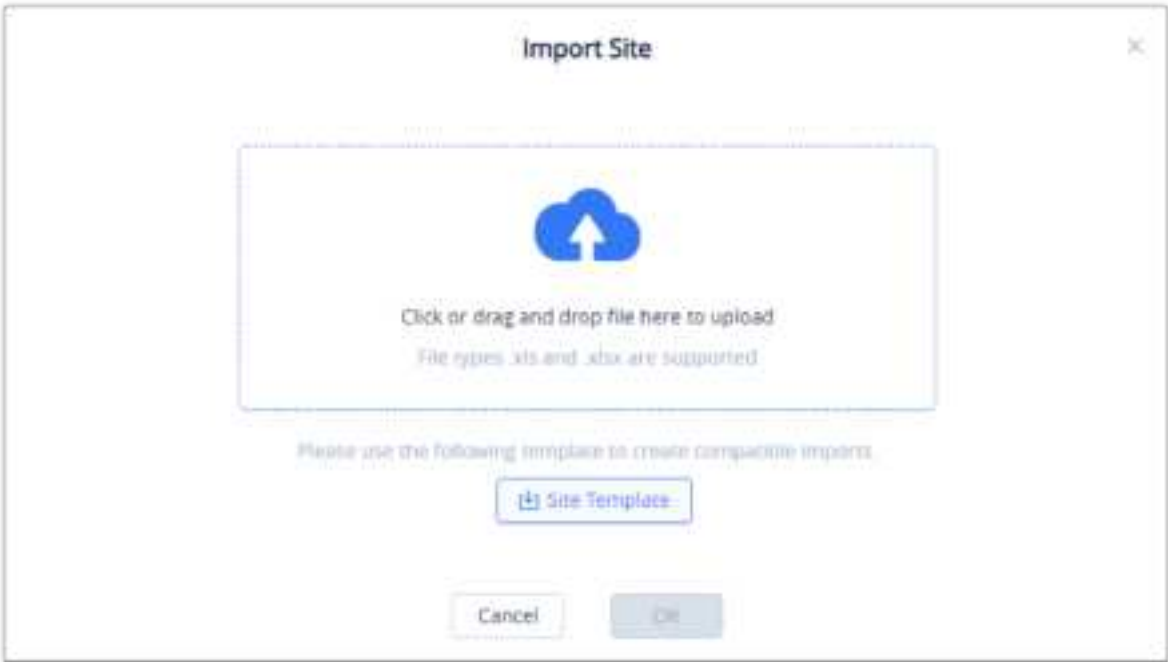 Import Site
Click or drag and drop file here to upload
File types .xls and .xlsx are supported
Please use the following template to create compatible imports.
Site Template
Cancel
OK